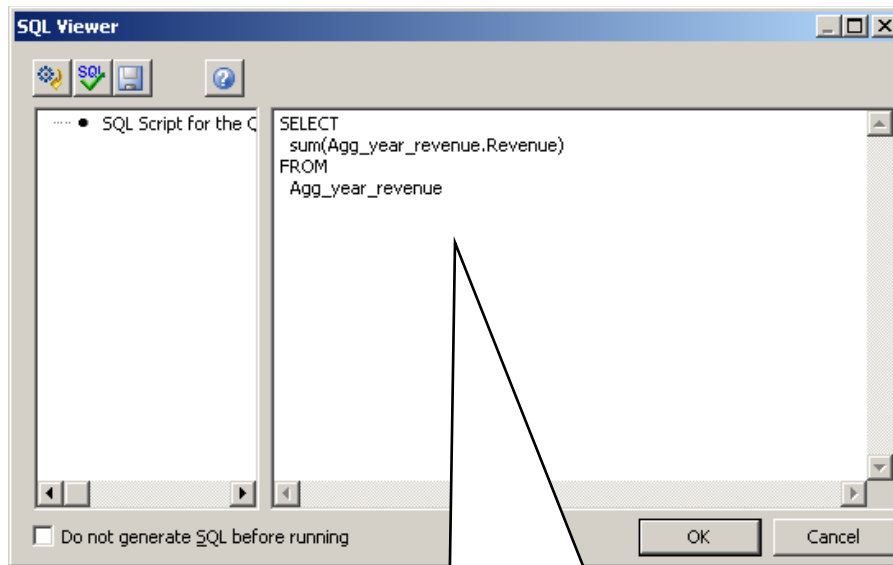 SQL Viewer
SQL
SQL Script for the
SELECT
sum(Agg_year_revenue.Revenue)
FROM
Agg_year_revenue
Do not generate SQL before running
OK
Cancel